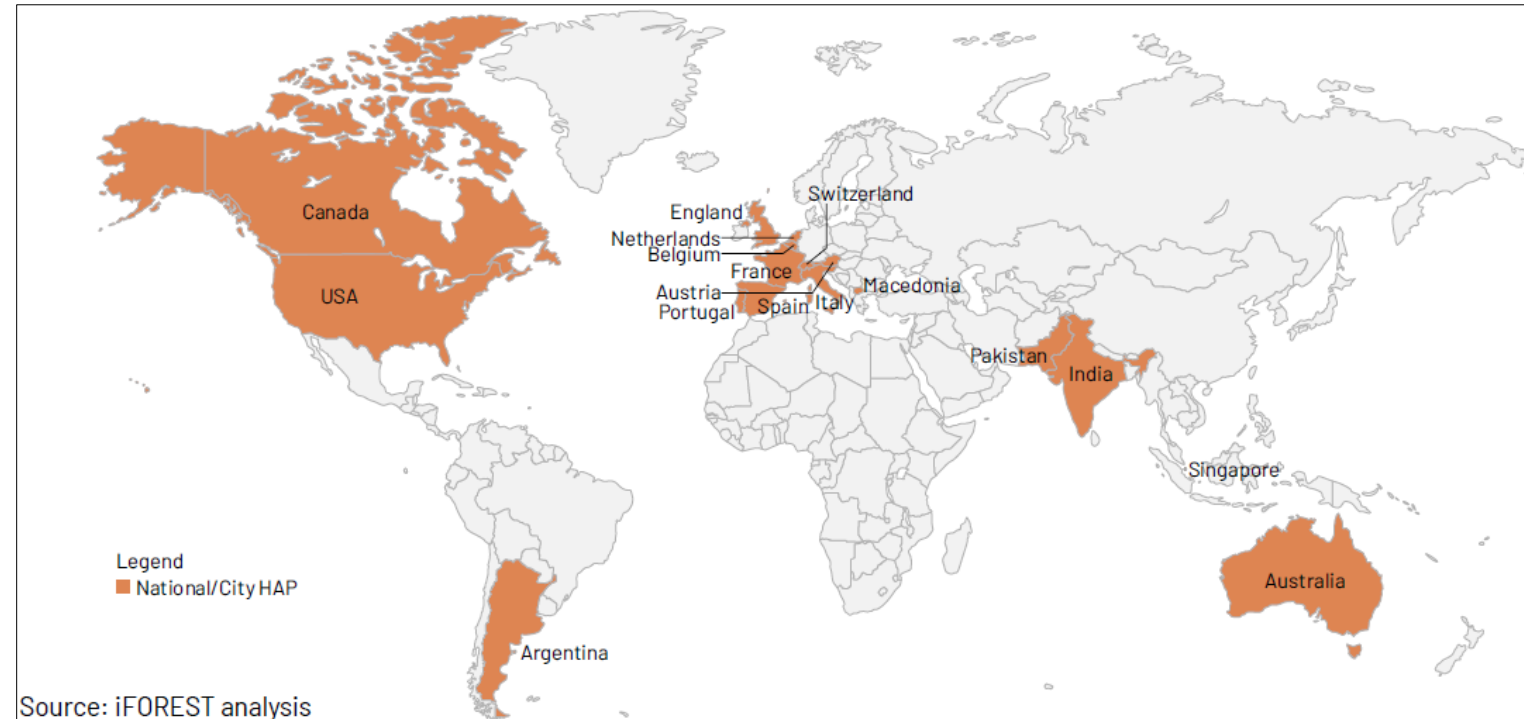 Switzerland
England
Canada
Netherlands
Belgium
France
Macedonia
Austria
USA
Spain
Italy
Portugal
Pakistan
India
Singapore
Legend
National/City HAP
Australia
Argentina
Source: iFOREST analysis